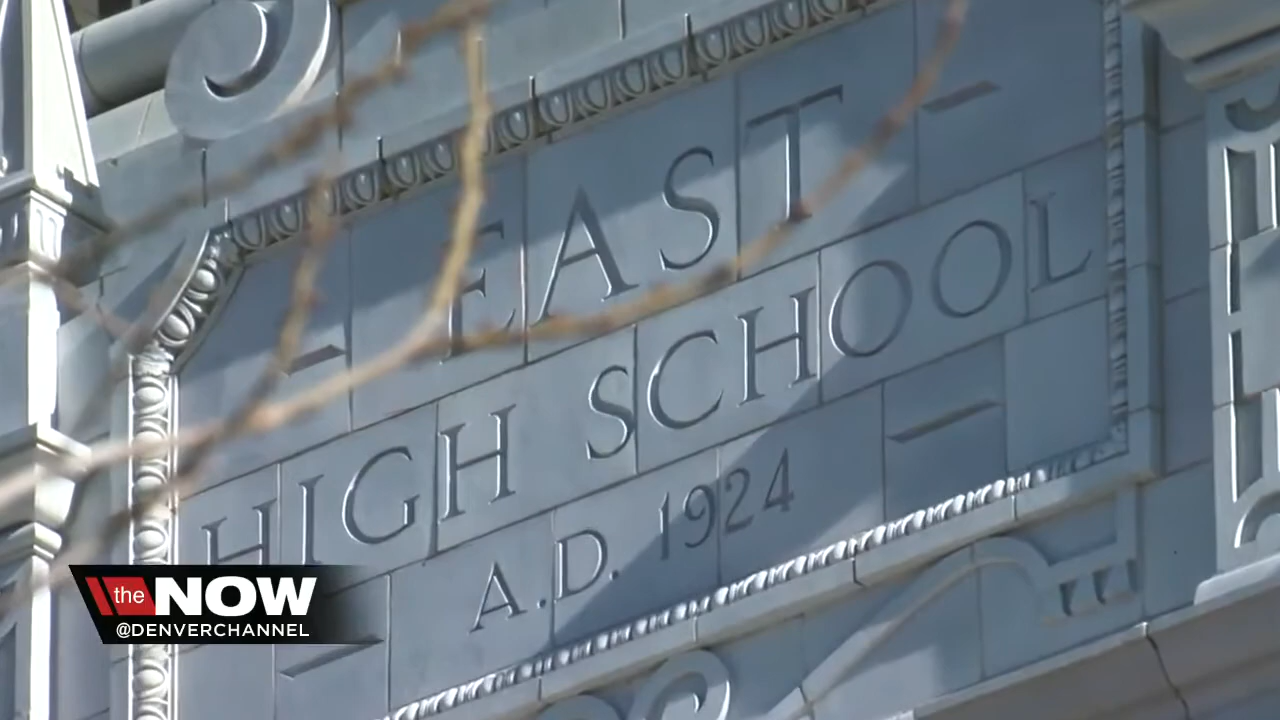 EAST
HIGH SCHOOL
A.D. 1924
the NOW
@DENVERCHANNEL